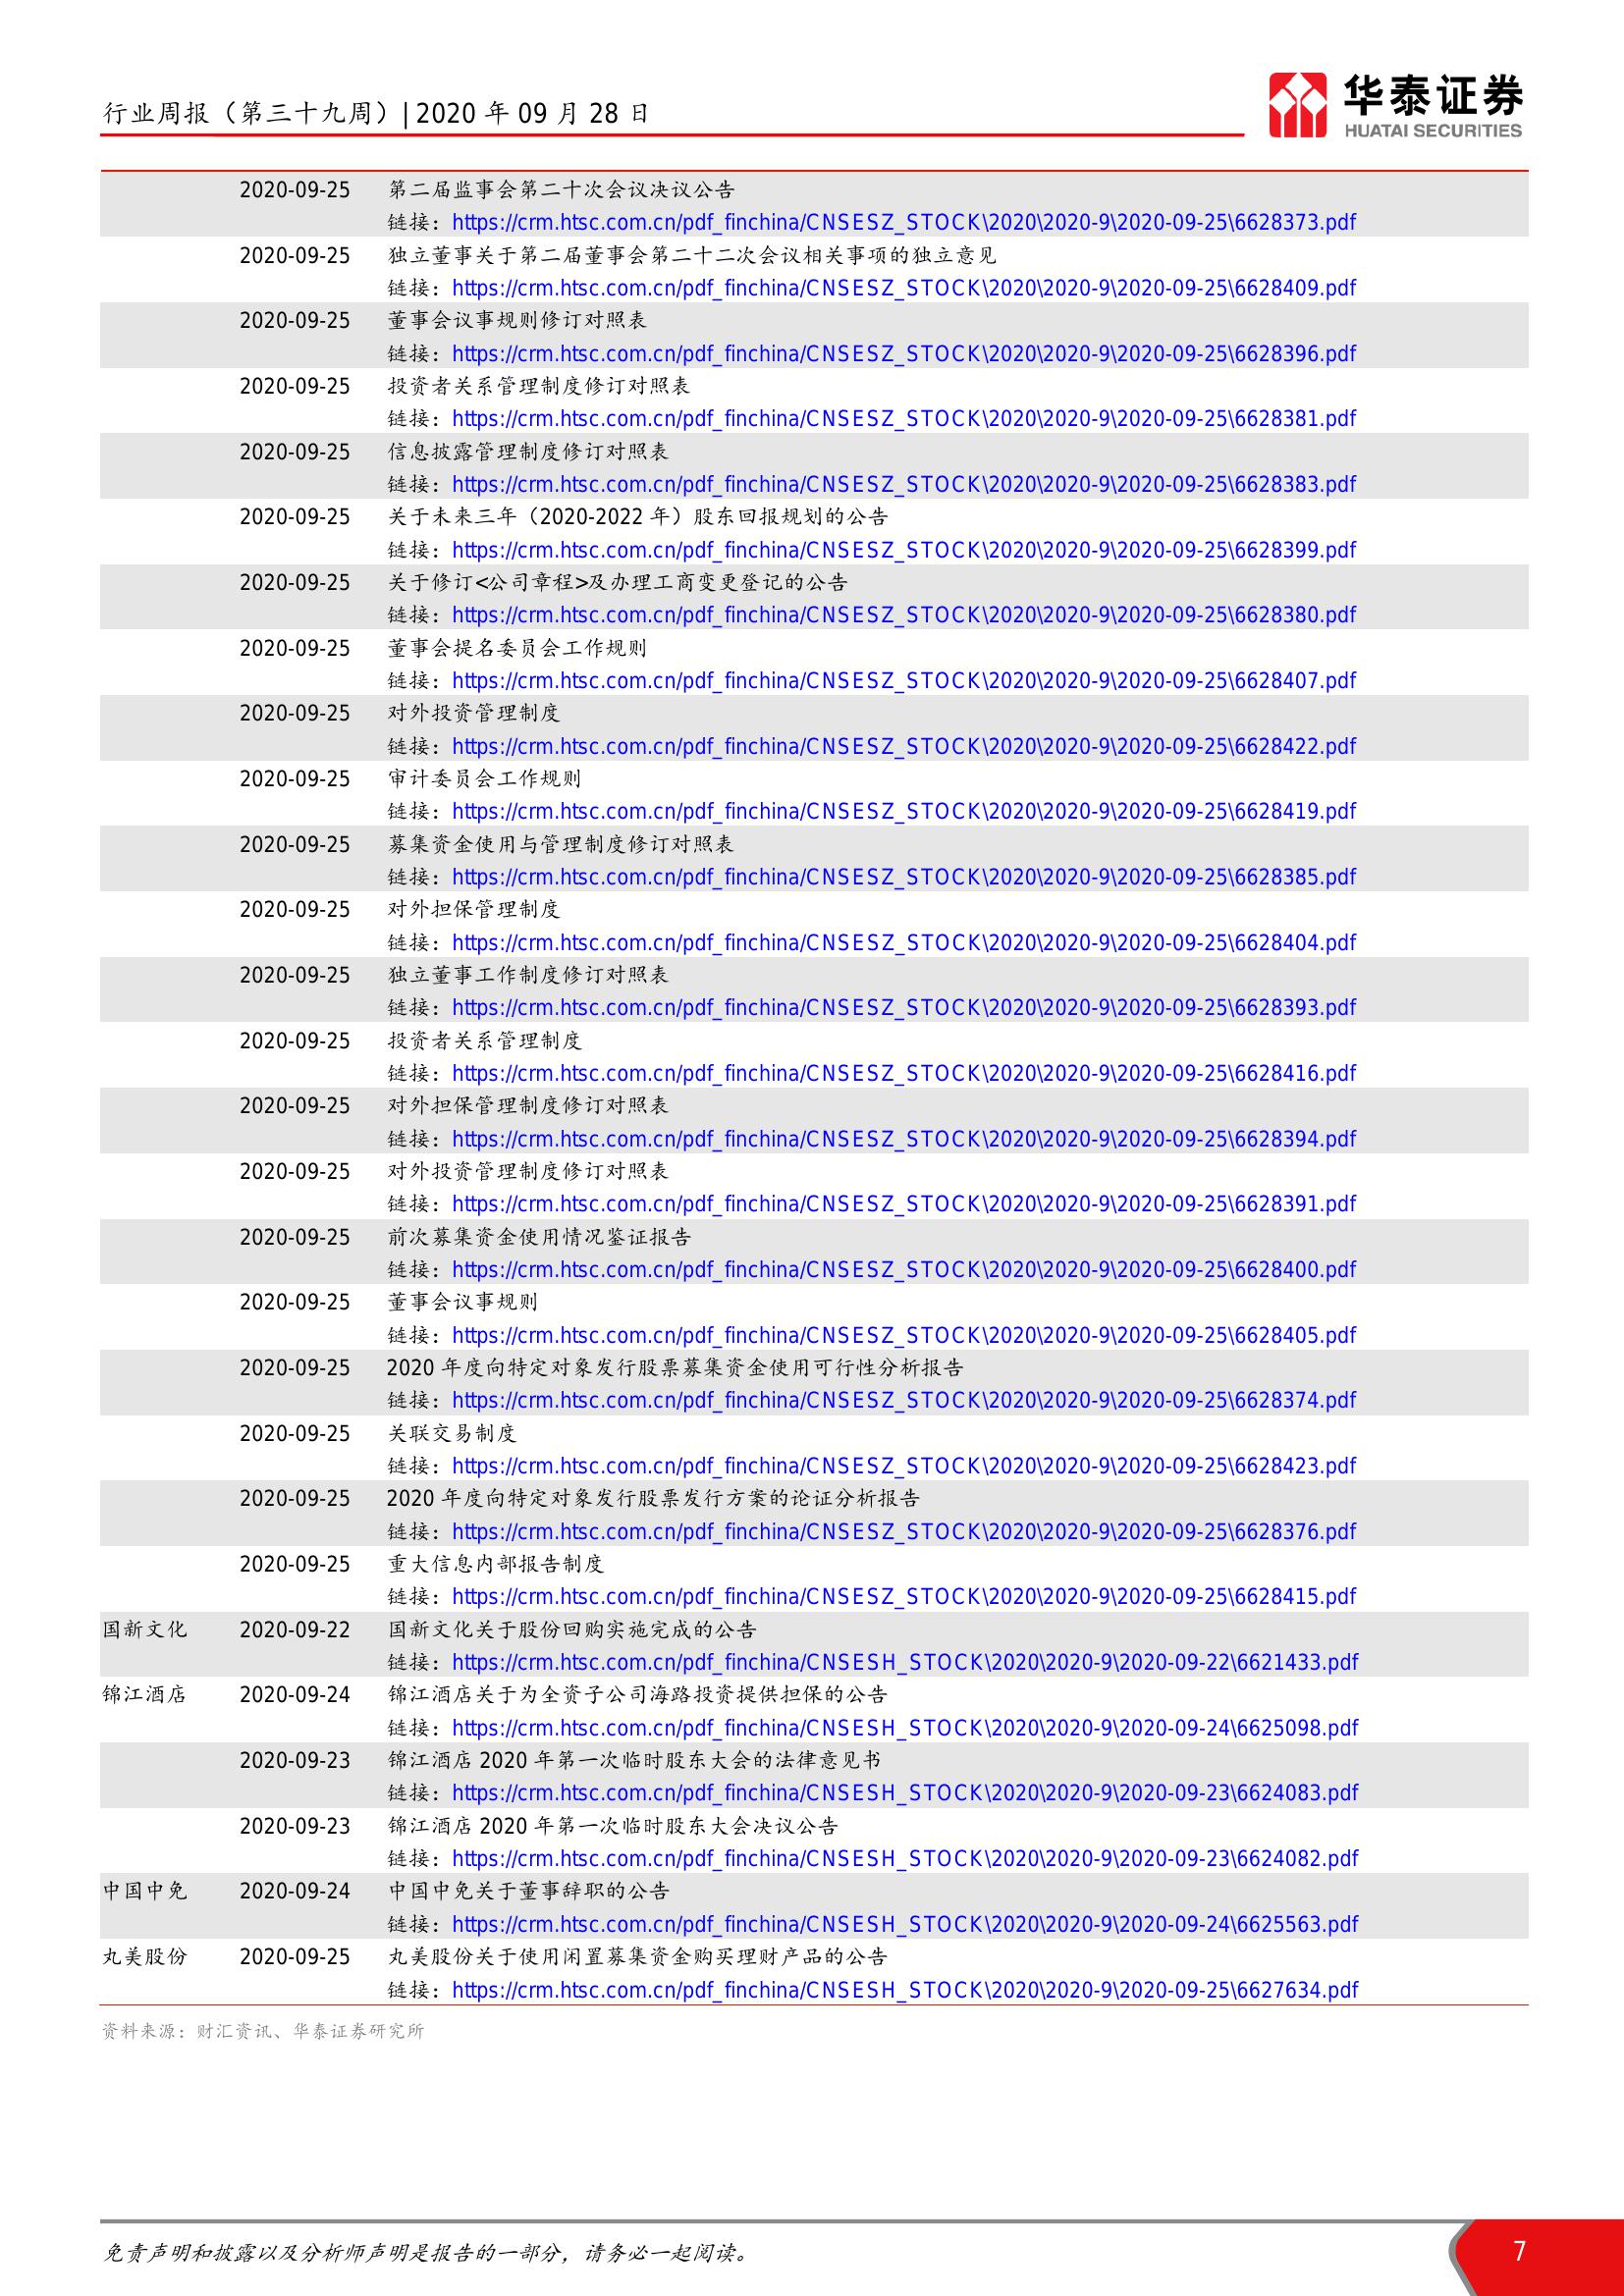 行业周报（第三十九周）| 2020 年 09 月 28 日
华泰证券
HUATAI SECURITIES
2020-09-25 第二届监事会第二十次会议决议公告
链接：https://crm.htsc.com.cn/pdf_finchina/CNSESZ_STOCK\2020\2020-9\2020-09-25\6628373.pdf
2020-09-25 独立董事关于第二届董事会第二十二次会议相关事项的独立意见
链接：https://crm.htsc.com.cn/pdf_finchina/CNSESZ_STOCK\2020\2020-9\2020-09-25\6628409.pdf
2020-09-25 董事会议事规则修订对照表
链接：https://crm.htsc.com.cn/pdf_finchina/CNSESZ_STOCK\2020\2020-9\2020-09-25\6628396.pdf
2020-09-25 投资者关系管理制度修订对照表
链接：https://crm.htsc.com.cn/pdf_finchina/CNSESZ_STOCK\2020\2020-9\2020-09-25\6628381.pdf
2020-09-25 信息披露管理制度修订对照表
链接：https://crm.htsc.com.cn/pdf_finchina/CNSESZ_STOCK\2020\2020-9\2020-09-25\6628383.pdf
2020-09-25 关于未来三年（2020-2022 年）股东回报规划的公告
链接：https://crm.htsc.com.cn/pdf_finchina/CNSESZ_STOCK\2020\2020-9\2020-09-25\6628399.pdf
2020-09-25 关于修订<公司章程>及办理工商变更登记的公告
链接：https://crm.htsc.com.cn/pdf_finchina/CNSESZ_STOCK\2020\2020-9\2020-09-25\6628380.pdf
2020-09-25 董事会提名委员会工作规则
链接：https://crm.htsc.com.cn/pdf_finchina/CNSESZ_STOCK\2020\2020-9\2020-09-25\6628407.pdf
2020-09-25 对外投资管理制度
链接：https://crm.htsc.com.cn/pdf_finchina/CNSESZ_STOCK\2020\2020-9\2020-09-25\6628422.pdf
2020-09-25 审计委员会工作规则
链接：https://crm.htsc.com.cn/pdf_finchina/CNSESZ_STOCK\2020\2020-9\2020-09-25\6628419.pdf
2020-09-25 募集资金使用与管理制度修订对照表
链接：https://crm.htsc.com.cn/pdf_finchina/CNSESZ_STOCK\2020\2020-9\2020-09-25\6628385.pdf
2020-09-25 对外担保管理制度
链接：https://crm.htsc.com.cn/pdf_finchina/CNSESZ_STOCK\2020\2020-9\2020-09-25\6628404.pdf
2020-09-25 独立董事工作制度修订对照表
链接：https://crm.htsc.com.cn/pdf_finchina/CNSESZ_STOCK\2020\2020-9\2020-09-25\6628393.pdf
2020-09-25 投资者关系管理制度
链接：https://crm.htsc.com.cn/pdf_finchina/CNSESZ_STOCK\2020\2020-9\2020-09-25\6628416.pdf
2020-09-25 对外担保管理制度修订对照表
链接：https://crm.htsc.com.cn/pdf_finchina/CNSESZ_STOCK\2020\2020-9\2020-09-25\6628394.pdf
2020-09-25 对外投资管理制度修订对照表
链接：https://crm.htsc.com.cn/pdf_finchina/CNSESZ_STOCK\2020\2020-9\2020-09-25\6628391.pdf
2020-09-25 前次募集资金使用情况鉴证报告
链接：https://crm.htsc.com.cn/pdf_finchina/CNSESZ_STOCK\2020\2020-9\2020-09-25\6628400.pdf
2020-09-25 董事会议事规则
链接：https://crm.htsc.com.cn/pdf_finchina/CNSESZ_STOCK\2020\2020-9\2020-09-25\6628405.pdf
2020-09-25 2020 年度向特定对象发行股票募集资金使用可行性分析报告
链接：https://crm.htsc.com.cn/pdf_finchina/CNSESZ_STOCK\2020\2020-9\2020-09-25\6628374.pdf
2020-09-25 关联交易制度
链接：https://crm.htsc.com.cn/pdf_finchina/CNSESZ_STOCK\2020\2020-9\2020-09-25\6628423.pdf
2020-09-25 2020 年度向特定对象发行股票发行方案的论证分析报告
链接：https://crm.htsc.com.cn/pdf_finchina/CNSESZ_STOCK\2020\2020-9\2020-09-25\6628376.pdf
2020-09-25 重大信息内部报告制度
链接：https://crm.htsc.com.cn/pdf_finchina/CNSESZ_STOCK\2020\2020-9\2020-09-25\6628415.pdf
国新文化 2020-09-22 国新文化关于股份回购实施完成的公告
链接：https://crm.htsc.com.cn/pdf_finchina/CNSESH_STOCK\2020\2020-9\2020-09-22\6621433.pdf
锦江酒店 2020-09-24 锦江酒店关于为全资子公司海路投资提供担保的公告
链接：https://crm.htsc.com.cn/pdf_finchina/CNSESH_STOCK\2020\2020-9\2020-09-24\6625098.pdf
2020-09-23 锦江酒店 2020 年第一次临时股东大会的法律意见书
链接：https://crm.htsc.com.cn/pdf_finchina/CNSESH_STOCK\2020\2020-9\2020-09-23\6624083.pdf
2020-09-23 锦江酒店 2020 年第一次临时股东大会决议公告
链接：https://crm.htsc.com.cn/pdf_finchina/CNSESH_STOCK\2020\2020-9\2020-09-23\6624082.pdf
中国中免 2020-09-24 中国中免关于董事辞职的公告
链接：https://crm.htsc.com.cn/pdf_finchina/CNSESH_STOCK\2020\2020-9\2020-09-24\6625563.pdf
丸美股份 2020-09-25 丸美股份关于使用闲置募集资金购买理财产品的公告
链接：https://crm.htsc.com.cn/pdf_finchina/CNSESH_STOCK\2020\2020-9\2020-09-25\6627634.pdf
资料来源：财汇资讯、华泰证券研究所
免责声明和披露以及分析师声明是报告的一部分，请务必一起阅读。
7